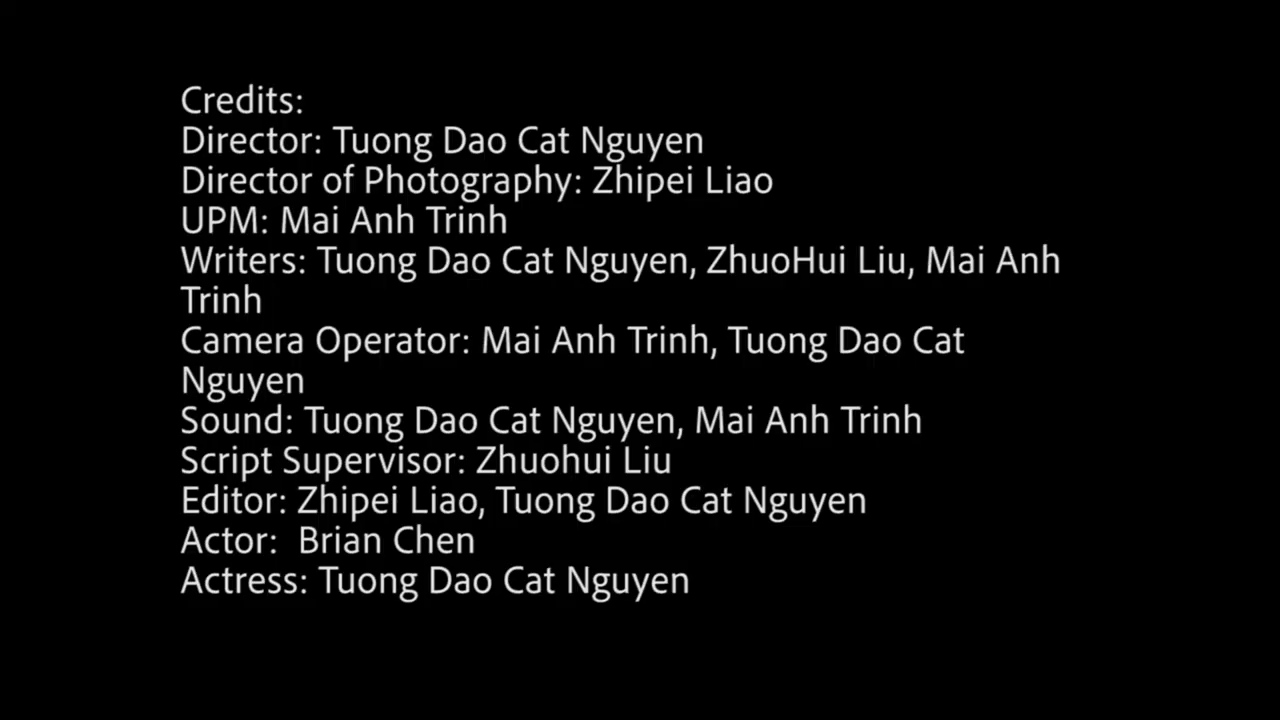 Credits:
Director: Tuong Dao Cat Nguyen
Director of Photography: Zhipei Liao
UPM: Mai Anh Trinh
Writers: Tuong Dao Cat Nguyen, ZhuoHui Liu, Mai Anh
Trinh
Camera Operator: Mai Anh Trinh, Tuong Dao Cat
Nguyen
Sound: Tuong Dao Cat Nguyen, Mai Anh Trinh
Script Supervisor: Zhuohui Liu
Editor: Zhipei Liao, Tuong Dao Cat Nguyen
Actor:  Brian Chen
Actress: Tuong Dao Cat Nguyen